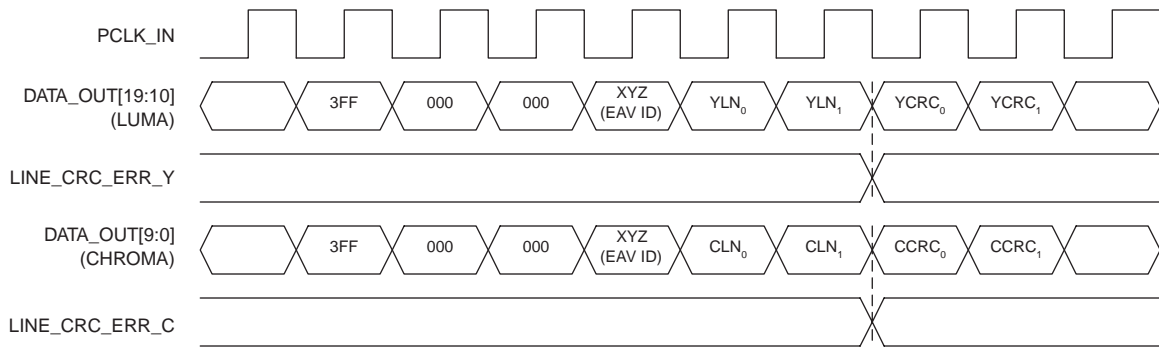 PCLK_IN
DATA_OUT[19:10]
(LUMA)
3FF 000 000 XYZ
(EAV ID) YLN0 YLN1 YCRC0 YCRC1
LINE_CRC_ERR_Y
DATA_OUT[9:0]
(CHROMA)
3FF 000 000 XYZ
(EAV ID) CLN0 CLN1 CCRC0 CCRC1
LINE_CRC_ERR_C